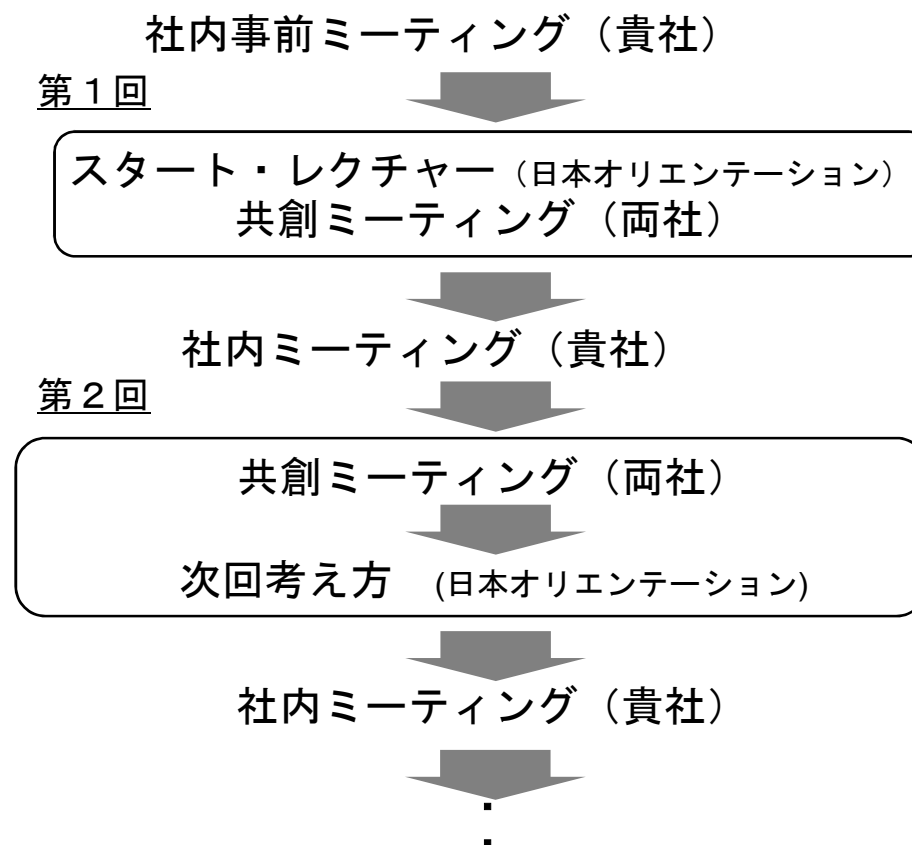 社内事前ミーティング（貴社）
第１回
スタート・レクチャー（日本オリエンテーション）
共創ミーティング（両社）
社内ミーティング（貴社）
第２回
共創ミーティング（両社）
次回考え方　(日本オリエンテーション)
社内ミーティング（貴社）
・
・